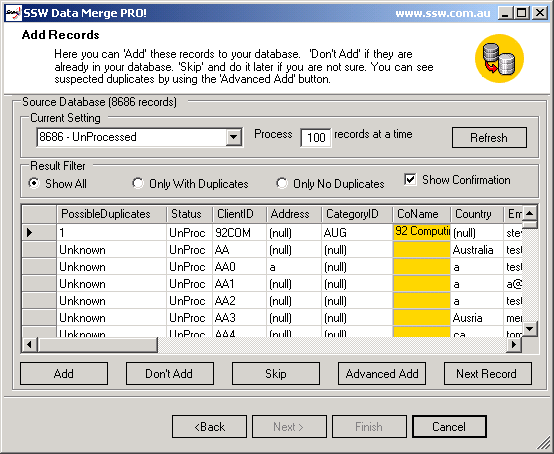 SSW Data Merge PRO! www.ssw.com.au
Add Records
Here you can 'Add' these records to your database. 'Don't Add' if they are
already in your database. 'Skip' and do it later if you are not sure. You can see
suspected duplicates by using the 'Advanced Add' button.
Source Database (8686 records)
Current Setting
8686 - UnProcessed Process 100 records at a time Refresh
Result Filter
Show All Only With Duplicates Only No Duplicates Show Confirmation
PossibleDuplicates Status ClientID Address CategoryID CoName Country Em
1 UnProc 92COM (null) AUG 92 Computin (null) ste
Unknown UnProc AA (null) (null) Australia test
Unknown UnProc AA0 a (null) a test
Unknown UnProc AA1 (null) (null) a a@
Unknown UnProc AA2 (null) (null) a test
Unknown UnProc AA3 (null) (null) Ausria mer
Unknown UnProc AA4 (null) (null) ca tom
Add Don't Add Skip Advanced Add Next Record
<Back Next > Finish Cancel